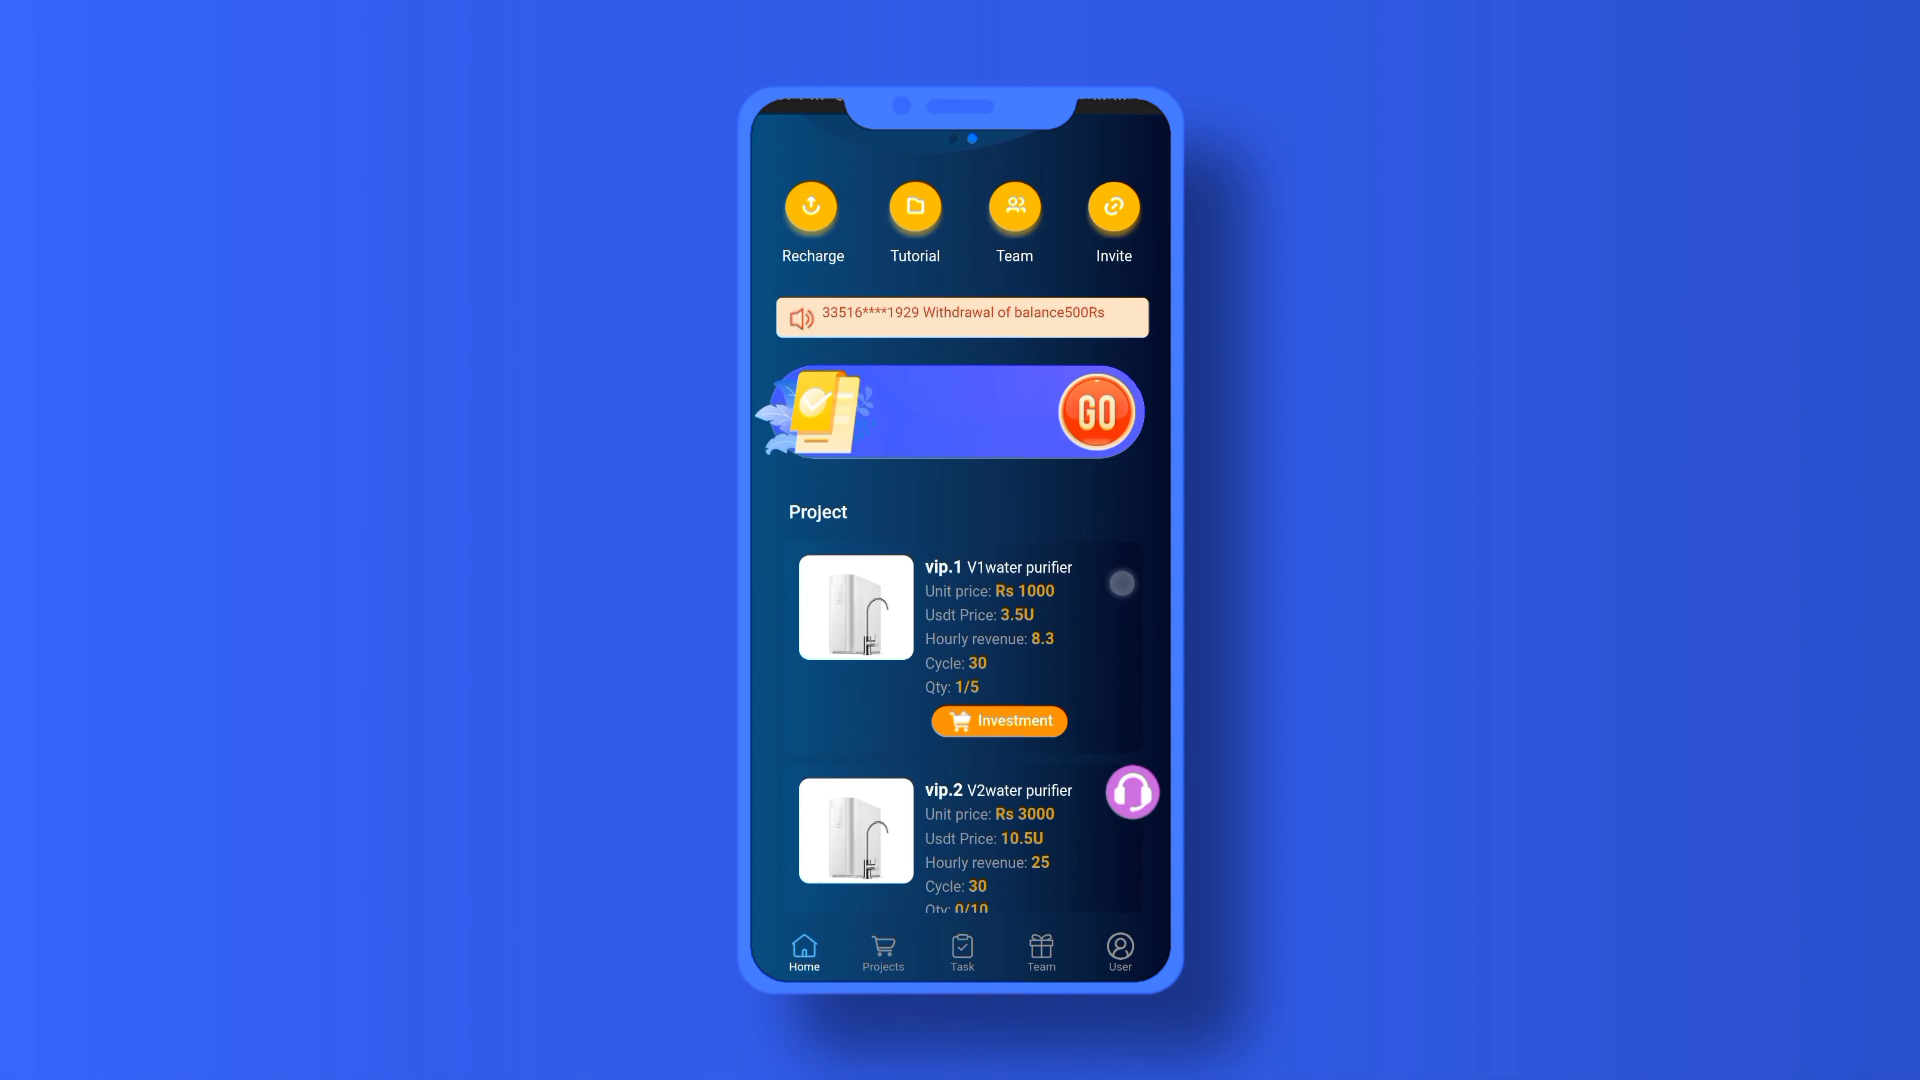 Recharge
Tutorial
Team
Invite
33516****1929 Withdrawal of balance500Rs
GO
Project
vip.1 V1water purifier
Unit price: Rs 1000
Usdt Price: 3.5U
Hourly revenue: 8.3
Cycle: 30
Qty: 1/5
Investment
vip.2 V2water purifier
Unit price: Rs 3000
Usdt Price: 10.5U
Hourly revenue: 25
Cycle: 30
Qty: 0/10
Home
Projects
Task
Team
User